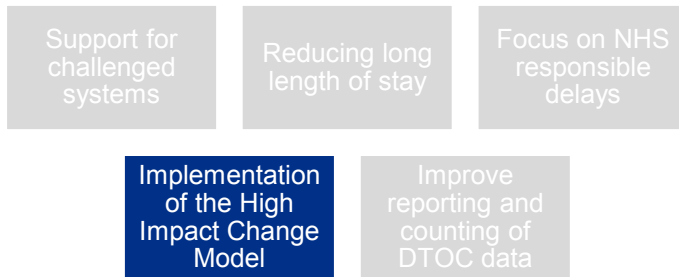 Support for
challenged
systems
Reducing long
length of stay
Focus on NHS
responsible
delays
Implementation
of the High
Impact Change
Model
Improve
reporting and
counting of
DTOC data